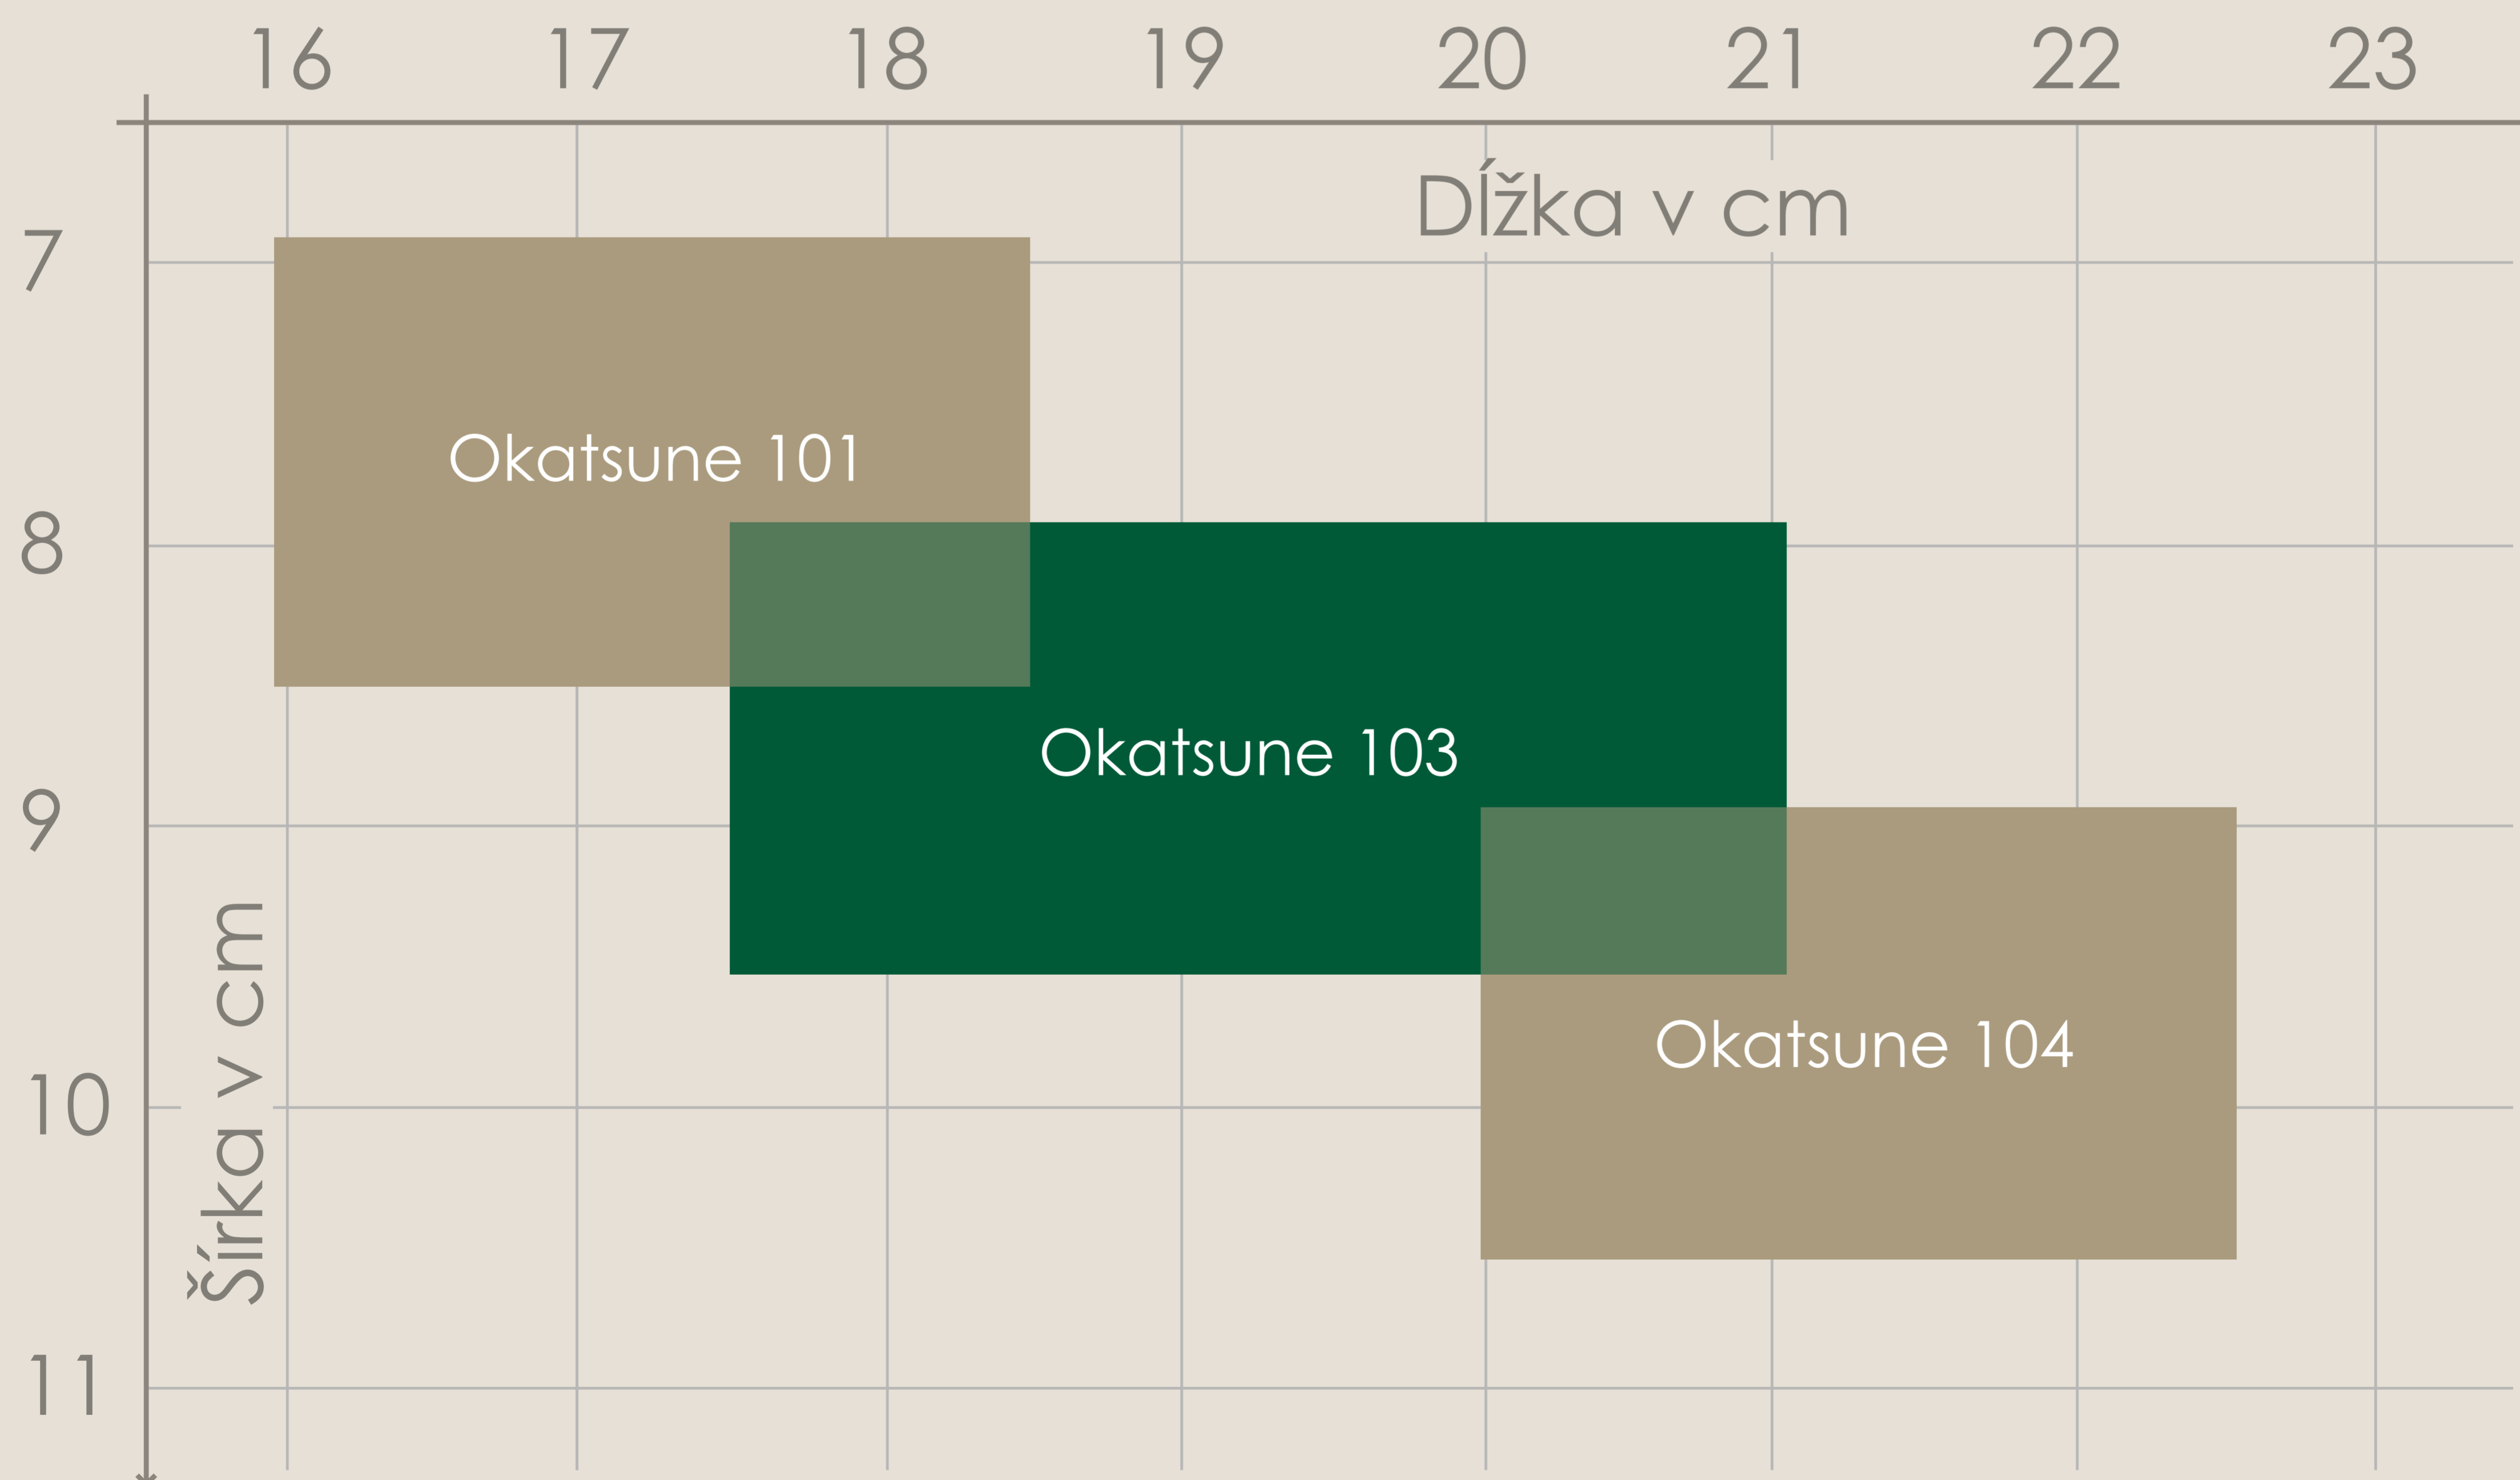 16 17 18 19 20 21 22 23
Dĺžka v cm
7
Okatsune 101
8
Okatsune 103
9
Okatsune 104
10
Šírka v cm
11